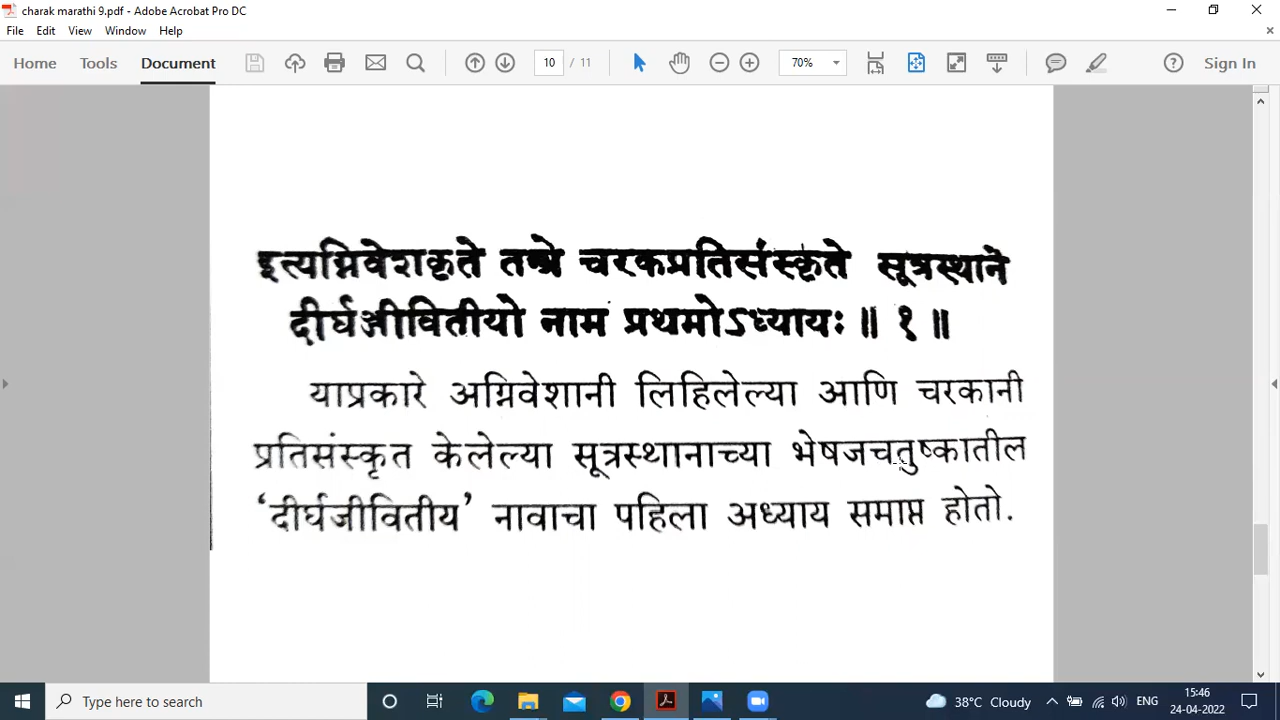 charak marathi 9.pdf - Adobe Acrobat Pro DC
File Edit View Window Help
Home Tools Document 10 / 11 70% Sign In
इत्यग्निवेशकृते तन्त्रे चरकप्रतिसंस्कृते सूत्रस्थाने
दीर्घञ्जीवितीयो नाम प्रथमोऽध्यायः ॥ १ ॥
याप्रकारे अग्निवेशानी लिहिलेल्या आणि चरकानी
प्रतिसंस्कृत केलेल्या सूत्रस्थानाच्या भेषजचतुष्कातील
‘दीर्घजीवितीय’ नावाचा पहिला अध्याय समाप्त होतो.
Type here to search 38°C Cloudy ENG 15:46
24-04-2022